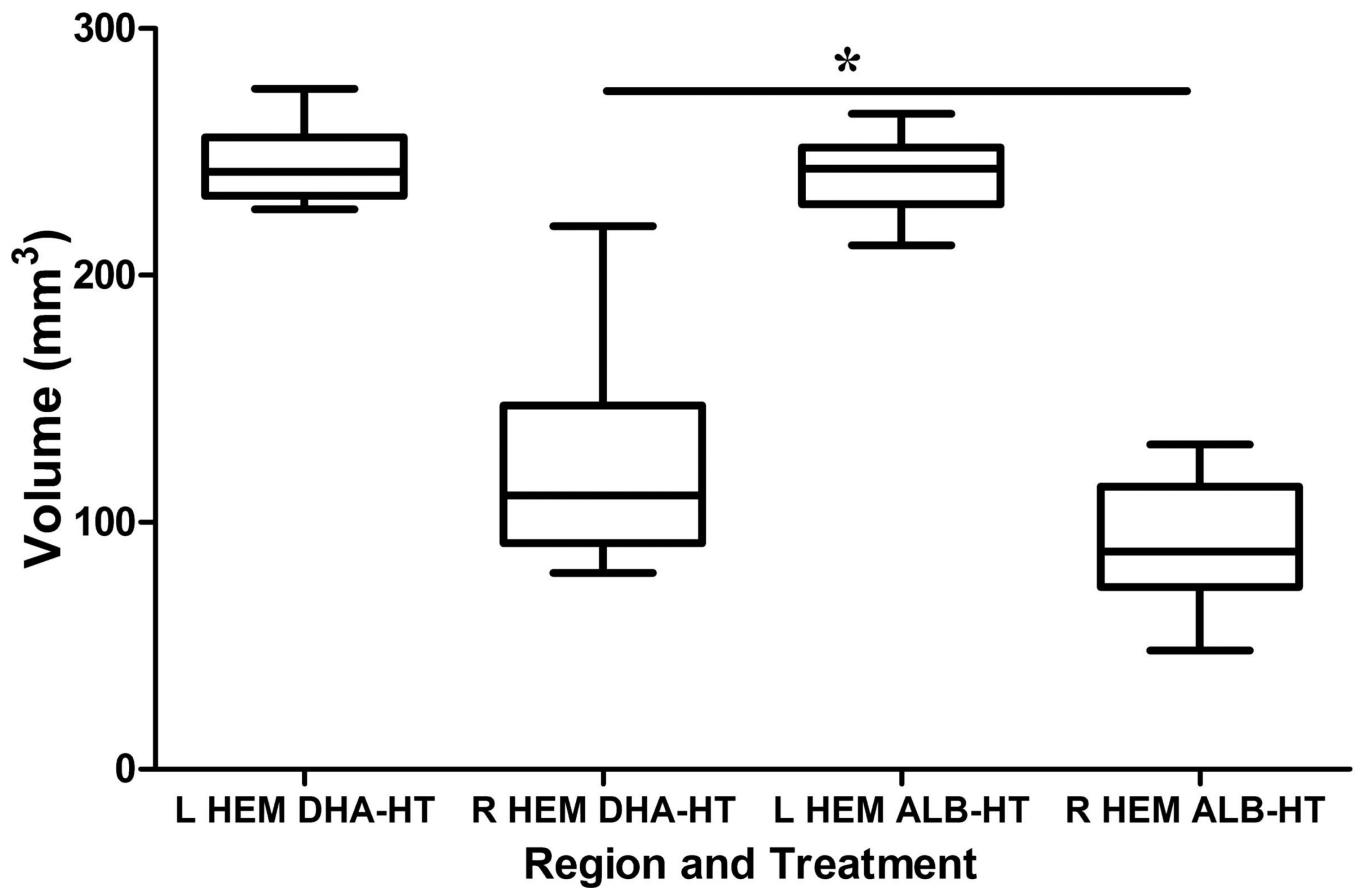 300
*
200
100
0
Volume (mm³)
L HEM DHA-HT R HEM DHA-HT L HEM ALB-HT R HEM ALB-HT
Region and Treatment